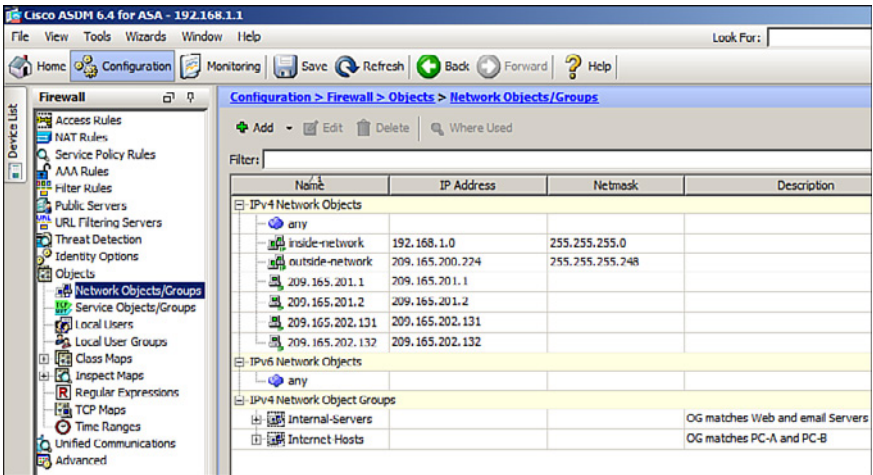 Cisco ASDM 6.4 for ASA - 192.168.1.1
File View Tools Wizards Window Help Look For:
Home Configuration Monitoring Save Refresh Back Forward Help
Device List
Firewall
Access Rules
NAT Rules
Service Policy Rules
AAA Rules
Filter Rules
Public Servers
URL Filtering Servers
Threat Detection
Identity Options
Objects
Network Objects/Groups
Service Objects/Groups
Local Users
Local User Groups
Class Maps
Inspect Maps
Regular Expressions
TCP Maps
Time Ranges
Unified Communications
Advanced
Configuration > Firewall > Objects > Network Objects/Groups
Add Edit Delete Where Used
Filter:
Name IP Address Netmask Description
IPv4 Network Objects
any
inside-network 192.168.1.0 255.255.255.0
outside-network 209.165.200.224 255.255.255.248
209.165.201.1 209.165.201.1
209.165.201.2 209.165.201.2
209.165.202.131 209.165.202.131
209.165.202.132 209.165.202.132
IPv6 Network Objects
any
IPv4 Network Object Groups
Internal-Servers OG matches Web and email Servers
Internet-Hosts OG matches PC-A and PC-B